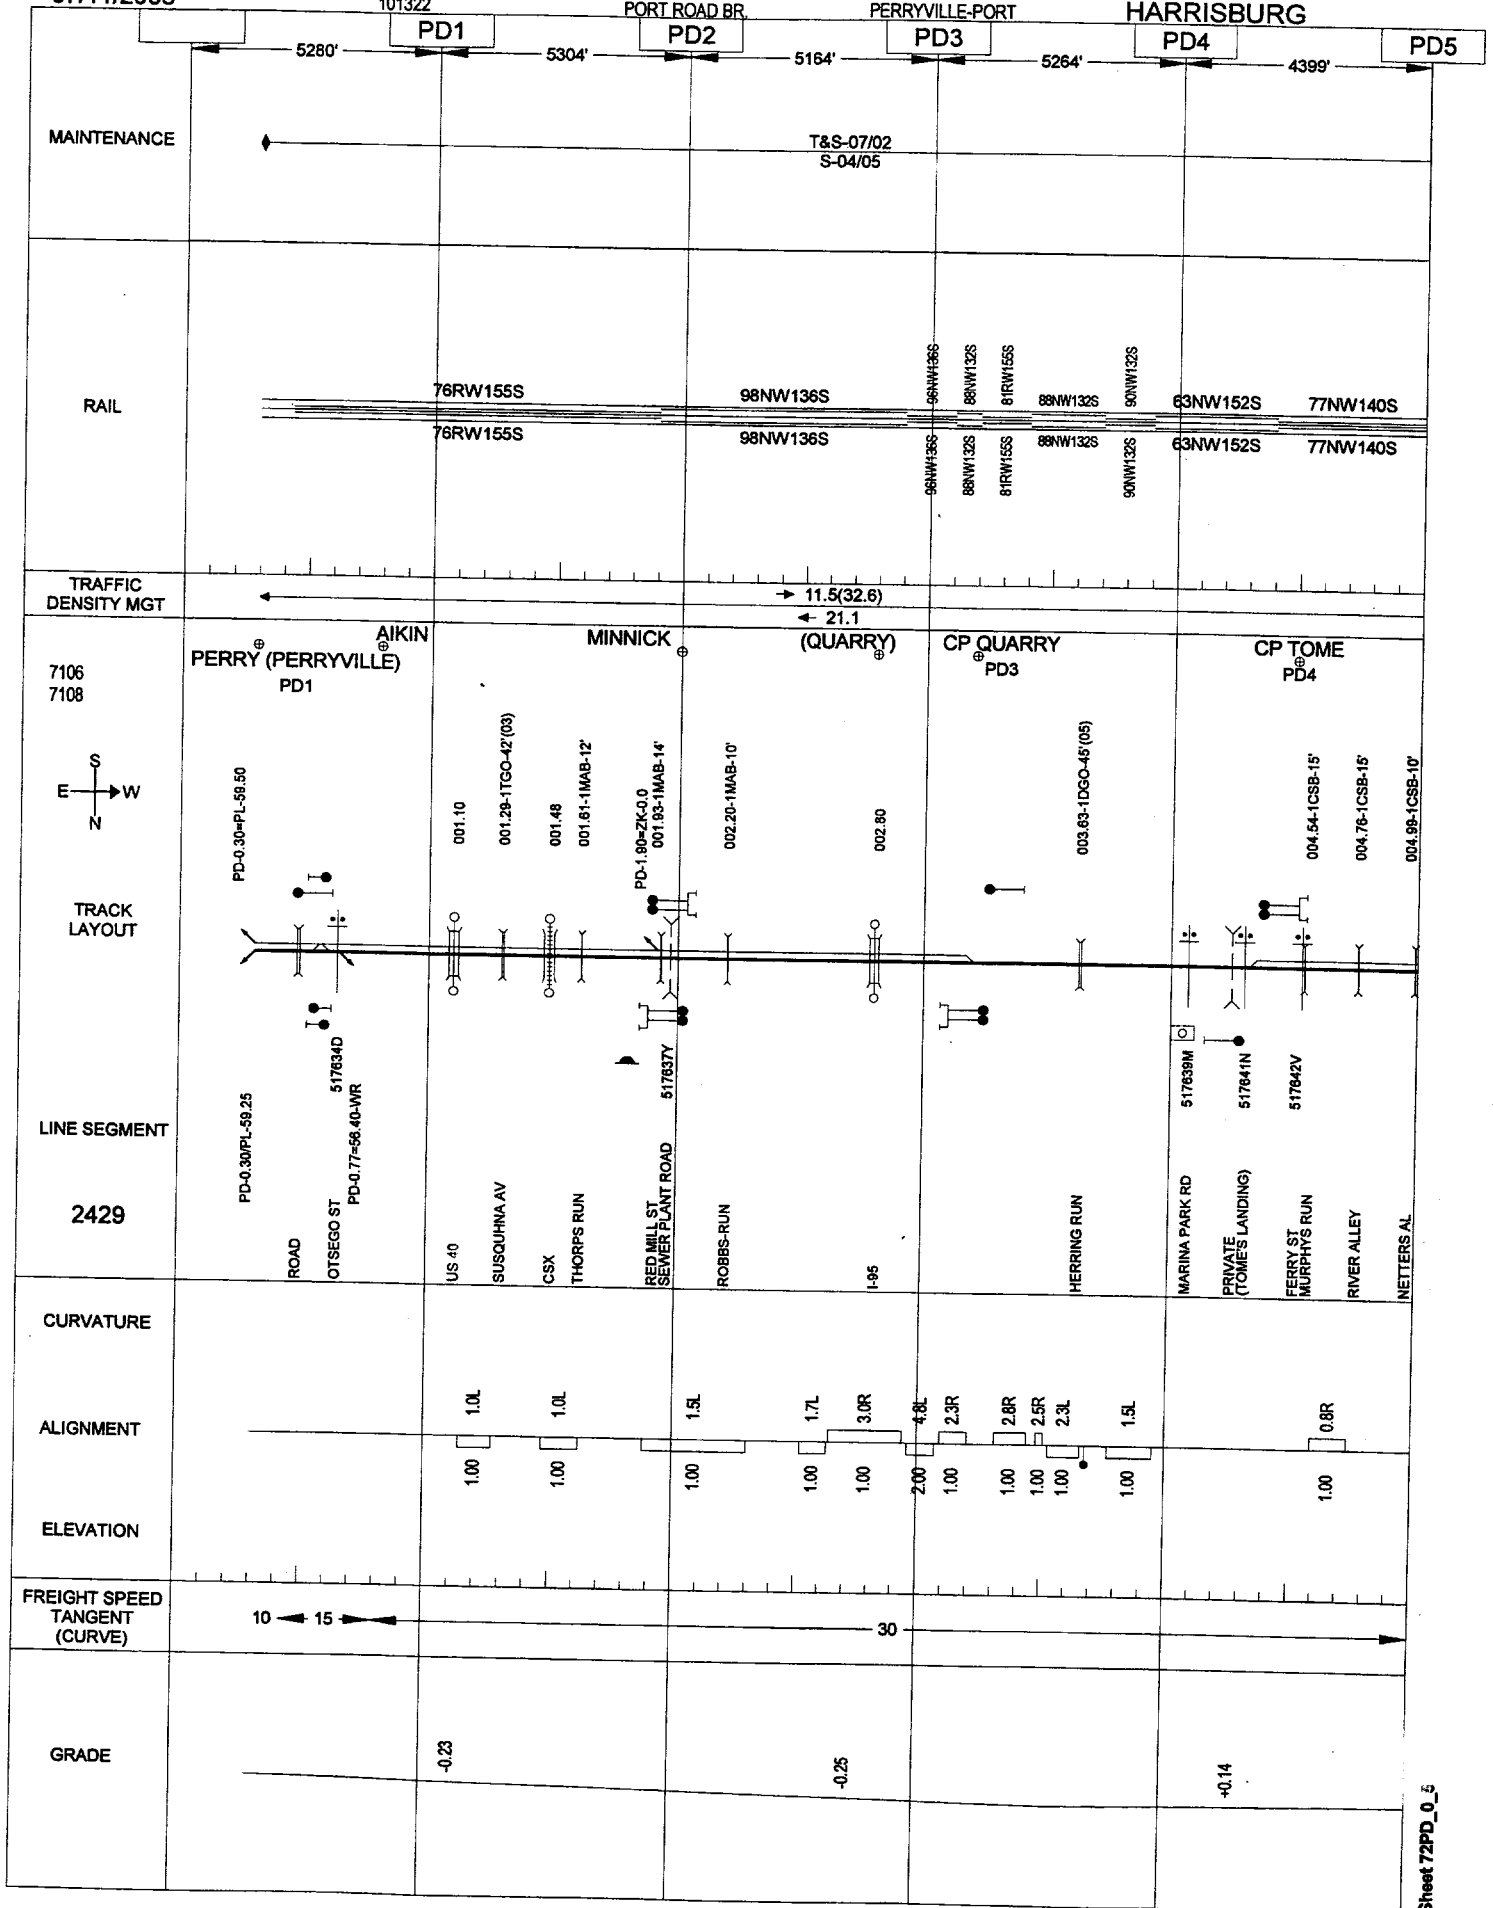 101322
PORT ROAD BR.
PERRYVILLE-PORT
HARRISBURG
PD1
PD2
PD3
PD4
PD5
5280'
5304'
5164'
5264'
4399'
MAINTENANCE
T&S-07/02
S-04/05
RAIL
76RW155S
98NW136S
96NW136S
88NW132S
81RW155S
88NW132S
90NW132S
63NW152S
77NW140S
76RW155S
98NW136S
96NW136S
88NW132S
81RW155S
88NW132S
90NW132S
63NW152S
77NW140S
TRAFFIC
DENSITY MGT
11.5(32.6)
21.1
PERRY (PERRYVILLE)
AIKIN
MINNICK
(QUARRY)
CP QUARRY
CP TOME
PD1
PD3
PD4
7106
7108
S
E
W
N
PD-0.30=PL-59.50
001.10
001.29-1TGO-42'(03)
001.48
001.61-1MAB-12'
PD-1.90=ZK-0.0
001.93-1MAB-14'
002.20-1MAB-10'
002.80
003.63-1DGO-45'(05)
004.54-1CSB-15'
004.76-1CSB-15'
004.99-1CSB-10'
TRACK
LAYOUT
517634D
517637Y
517639M
517641N
517642V
LINE SEGMENT
2429
PD-0.30/PL-59.25
PD-0.77=56.40-WR
ROAD
OTSEGO ST
US 40
SUSQUHNA AV
CSX
THORPS RUN
RED MILL ST
SEWER PLANT ROAD
ROBBS-RUN
I-95
HERRING RUN
MARINA PARK RD
PRIVATE
(TOME'S LANDING)
FERRY ST
MURPHYS RUN
RIVER ALLEY
NETTERS AL
CURVATURE
ALIGNMENT
1.0L
1.0L
1.5L
1.7L
3.0R
4.8L
2.3R
2.8R
2.5R
2.3L
1.5L
0.8R
1.00
1.00
1.00
1.00
1.00
2.00
1.00
1.00
1.00
1.00
1.00
1.00
ELEVATION
FREIGHT SPEED
TANGENT
(CURVE)
10
15
30
GRADE
-0.23
-0.25
+0.14
Sheet 72PD_0_5